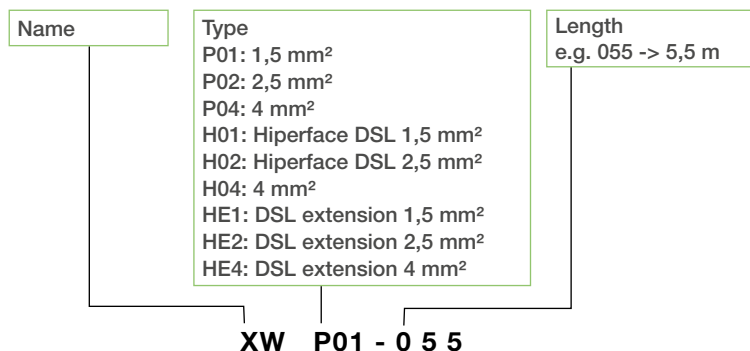 Name
Type
P01: 1,5 mm²
P02: 2,5 mm²
P04: 4 mm²
H01: Hiperface DSL 1,5 mm²
H02: Hiperface DSL 2,5 mm²
H04: 4 mm²
HE1: DSL extension 1,5 mm²
HE2: DSL extension 2,5 mm²
HE4: DSL extension 4 mm²
Length
e.g. 055 -> 5,5 m
XW P01 - 0 5 5